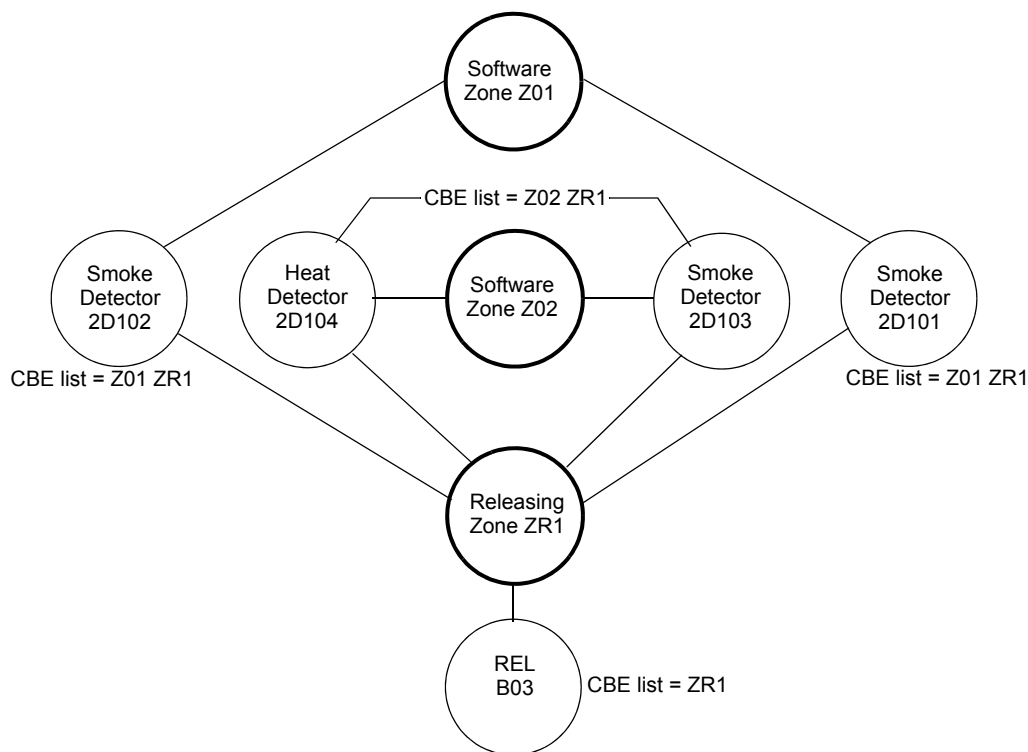 Software
Zone Z01
CBE list = Z02 ZR1
Smoke
Detector
2D102
Heat
Detector
2D104
Software
Zone Z02
Smoke
Detector
2D103
Smoke
Detector
2D101
CBE list = Z01 ZR1
CBE list = Z01 ZR1
Releasing
Zone ZR1
REL
B03
CBE list = ZR1